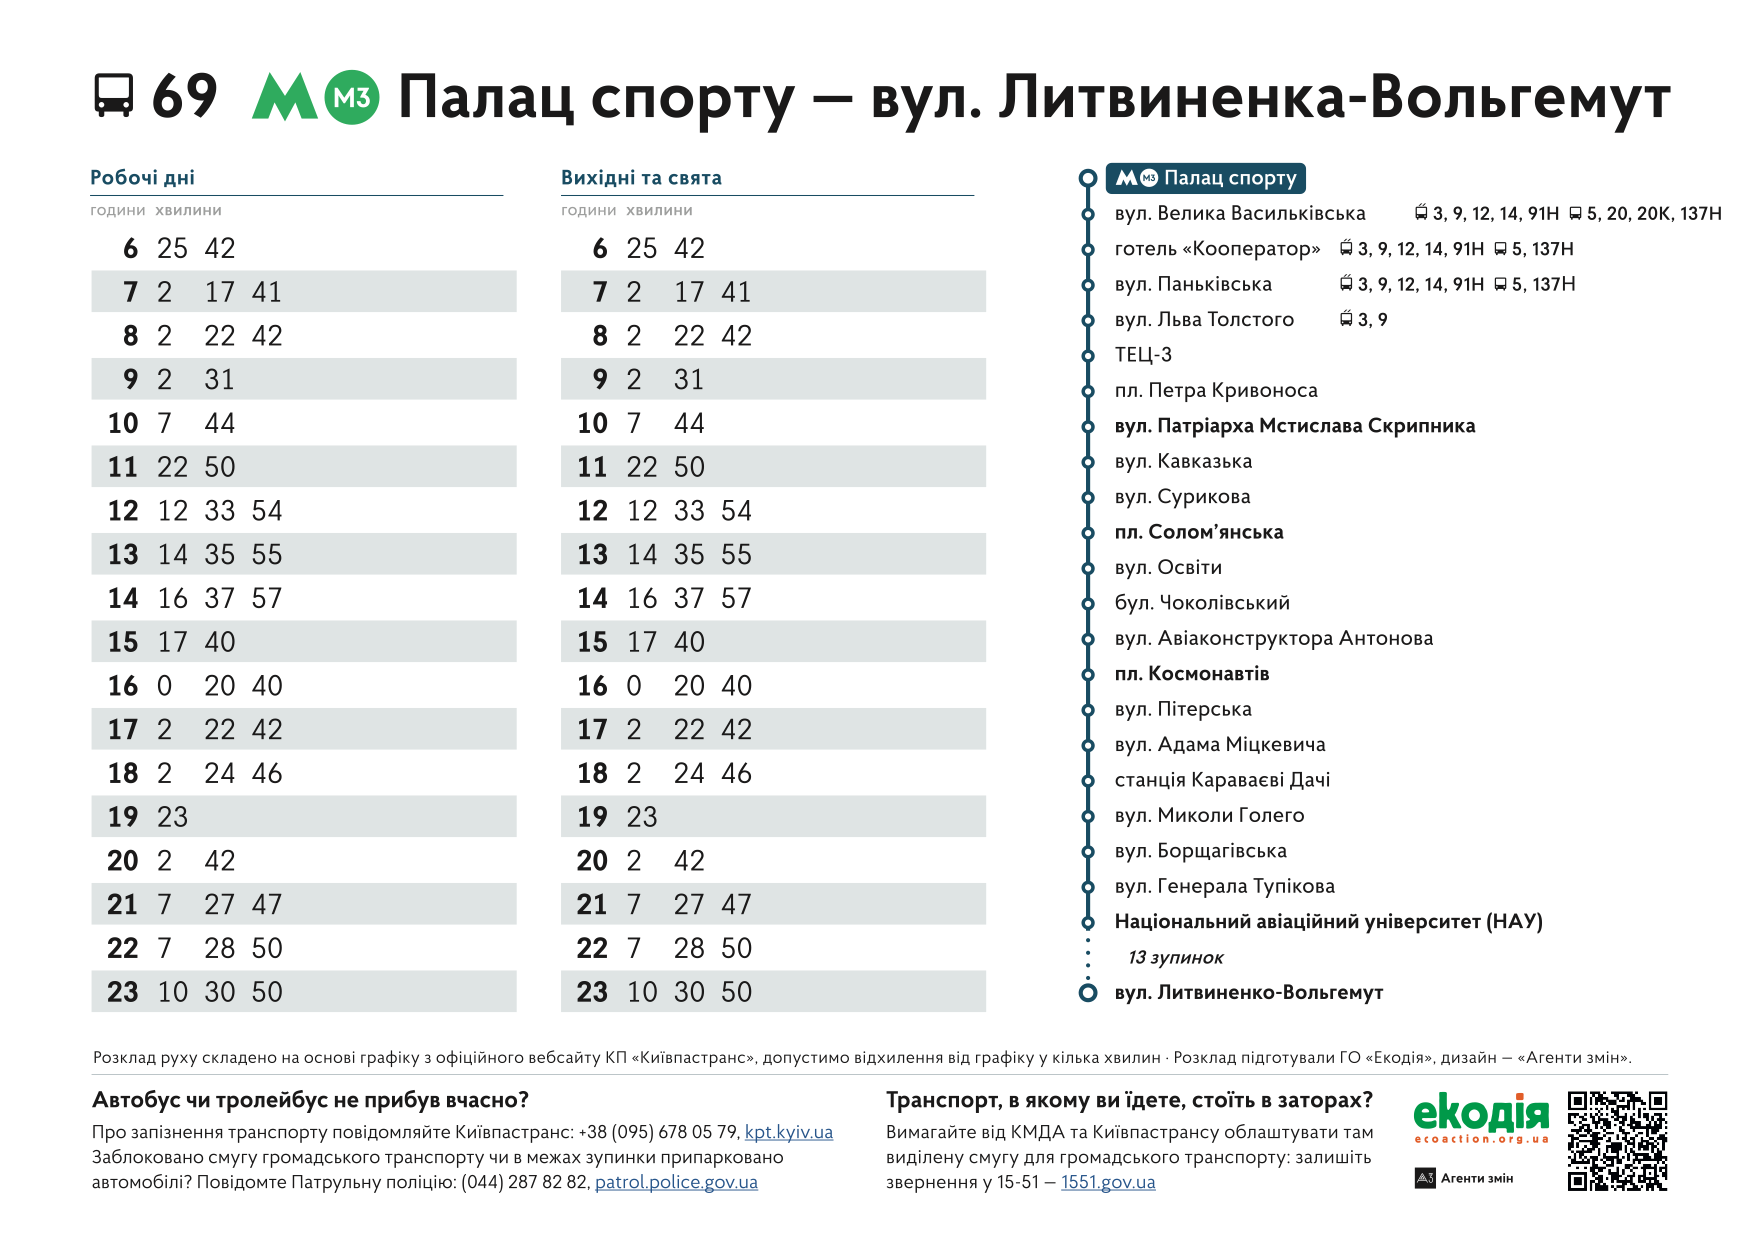 69 М М3 Палац спорту — вул. Литвиненка-Вольгемут
Робочі дні
години хвилини
6 25 42
7 2 17 41
8 2 22 42
9 2 31
10 7 44
11 22 50
12 12 33 54
13 14 35 55
14 16 37 57
15 17 40
16 0 20 40
17 2 22 42
18 2 24 46
19 23
20 2 42
21 7 27 47
22 7 28 50
23 10 30 50
Вихідні та свята
години хвилини
6 25 42
7 2 17 41
8 2 22 42
9 2 31
10 7 44
11 22 50
12 12 33 54
13 14 35 55
14 16 37 57
15 17 40
16 0 20 40
17 2 22 42
18 2 24 46
19 23
20 2 42
21 7 27 47
22 7 28 50
23 10 30 50
М М3 Палац спорту
вул. Велика Васильківська 3, 9, 12, 14, 91Н 5, 20, 20К, 137Н
готель «Кооператор» 3, 9, 12, 14, 91Н 5, 137Н
вул. Паньківська 3, 9, 12, 14, 91Н 5, 137Н
вул. Льва Толстого 3, 9
ТЕЦ-3
пл. Петра Кривоноса
вул. Патріарха Мстислава Скрипника
вул. Кавказька
вул. Сурикова
пл. Солом’янська
вул. Освіти
бул. Чоколівський
вул. Авіаконструктора Антонова
пл. Космонавтів
вул. Пітерська
вул. Адама Міцкевича
станція Караваєві Дачі
вул. Миколи Голего
вул. Борщагівська
вул. Генерала Тупікова
Національний авіаційний університет (НАУ)
13 зупинок
вул. Литвиненко-Вольгемут
Розклад руху складено на основі графіку з офіційного вебсайту КП «Київпастранс», допустимо відхилення від графіку у кілька хвилин · Розклад підготували ГО «Екодія», дизайн — «Агенти змін».
Автобус чи тролейбус не прибув вчасно?
Про запізнення транспорту повідомляйте Київпастранс: +38 (095) 678 05 79, kpt.kyiv.ua
Заблоковано смугу громадського транспорту чи в межах зупинки припарковано
автомобілі? Повідомте Патрульну поліцію: (044) 287 82 82, patrol.police.gov.ua
Транспорт, в якому ви їдете, стоїть в заторах?
Вимагайте від КМДА та Київпастрансу облаштувати там
виділену смугу для громадського транспорту: залишіть
звернення у 15-51 — 1551.gov.ua
екодія
ecoaction.org.ua
АЗ Агенти змін